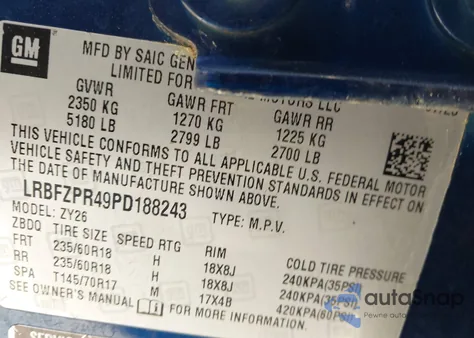 GM
MFD BY SAIC GEN
LIMITED FOR MOTORS LLC
GVWR GAWR FRT GAWR RR
2350 KG 1270 KG 1225 KG
5180 LB 2799 LB 2700 LB
THIS VEHICLE CONFORMS TO ALL APPLICABLE U.S. FEDERAL MOTOR
VEHICLE SAFETY AND THEFT PREVENTION STANDARDS IN EFFECT ON
THE DATE OF MANUFACTURE SHOWN ABOVE.
LRBFZPR49PD188243
MODEL: ZY26 TYPE: M.P.V.
ZBDQ TIRE SIZE SPEED RTG RIM COLD TIRE PRESSURE
FRT 235/60R18 H 18X8J 240KPA(35PSI)
RR 235/60R18 H 18X8J 240KPA(35PSI)
SPA T145/70R17 M 17X4B 420KPA(60PSI)
SEE OWNER'S MANUAL FOR MORE INFORMATION
autoSnap
Pewne auto